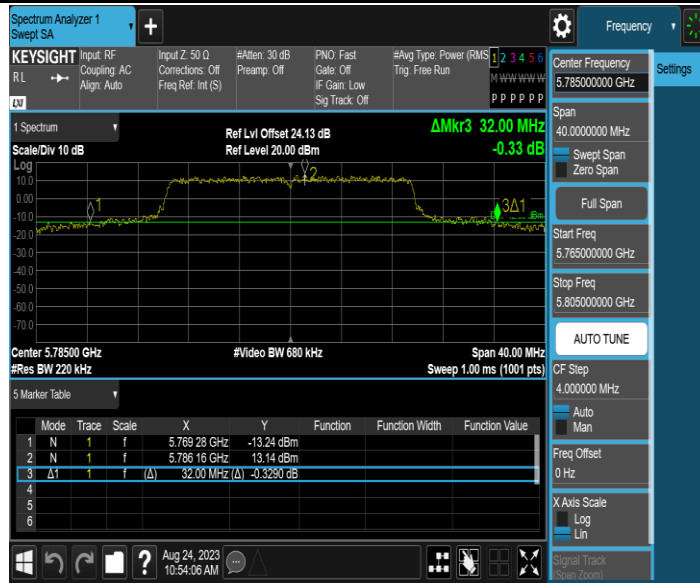 Spectrum Analyzer 1
Swept SA
Frequency
KEYSIGHT
RL
LXI
Input: RF
Coupling: AC
Align: Auto
Input Z: 50 Ω
Corrections: Off
Freq Ref: Int (S)
#Atten: 30 dB
Preamp: Off
PNO: Fast
Gate: Off
IF Gain: Low
Sig Track: Off
#Avg Type: Power (RMS
Trig: Free Run
1 2 3 4 5 6
M W W W W W
P P P P P P
Center Frequency
5.785000000 GHz
Settings
Span
40.0000000 MHz
Swept Span
Zero Span
Full Span
Start Freq
5.765000000 GHz
Stop Freq
5.805000000 GHz
AUTO TUNE
CF Step
4.000000 MHz
Auto
Man
Freq Offset
0 Hz
X Axis Scale
Log
Lin
Signal Track
(Span Zoom)
1 Spectrum
Scale/Div 10 dB
Ref Lvl Offset 24.13 dB
Ref Level 20.00 dBm
ΔMkr3 32.00 MHz
-0.33 dB
Log
10.0
0.00
-10.0
-20.0
-30.0
-40.0
-50.0
-60.0
-70.0
1
2
3Δ1
Center 5.78500 GHz
#Res BW 220 kHz
#Video BW 680 kHz
Span 40.00 MHz
Sweep 1.00 ms (1001 pts)
5 Marker Table
Mode Trace Scale X Y Function Function Width Function Value
1 N 1 f 5.769 28 GHz -13.24 dBm
2 N 1 f 5.786 16 GHz 13.14 dBm
3 Δ1 1 f (Δ) 32.00 MHz (Δ) -0.3290 dB
4
5
6
?
Aug 24, 2023
10:54:06 AM